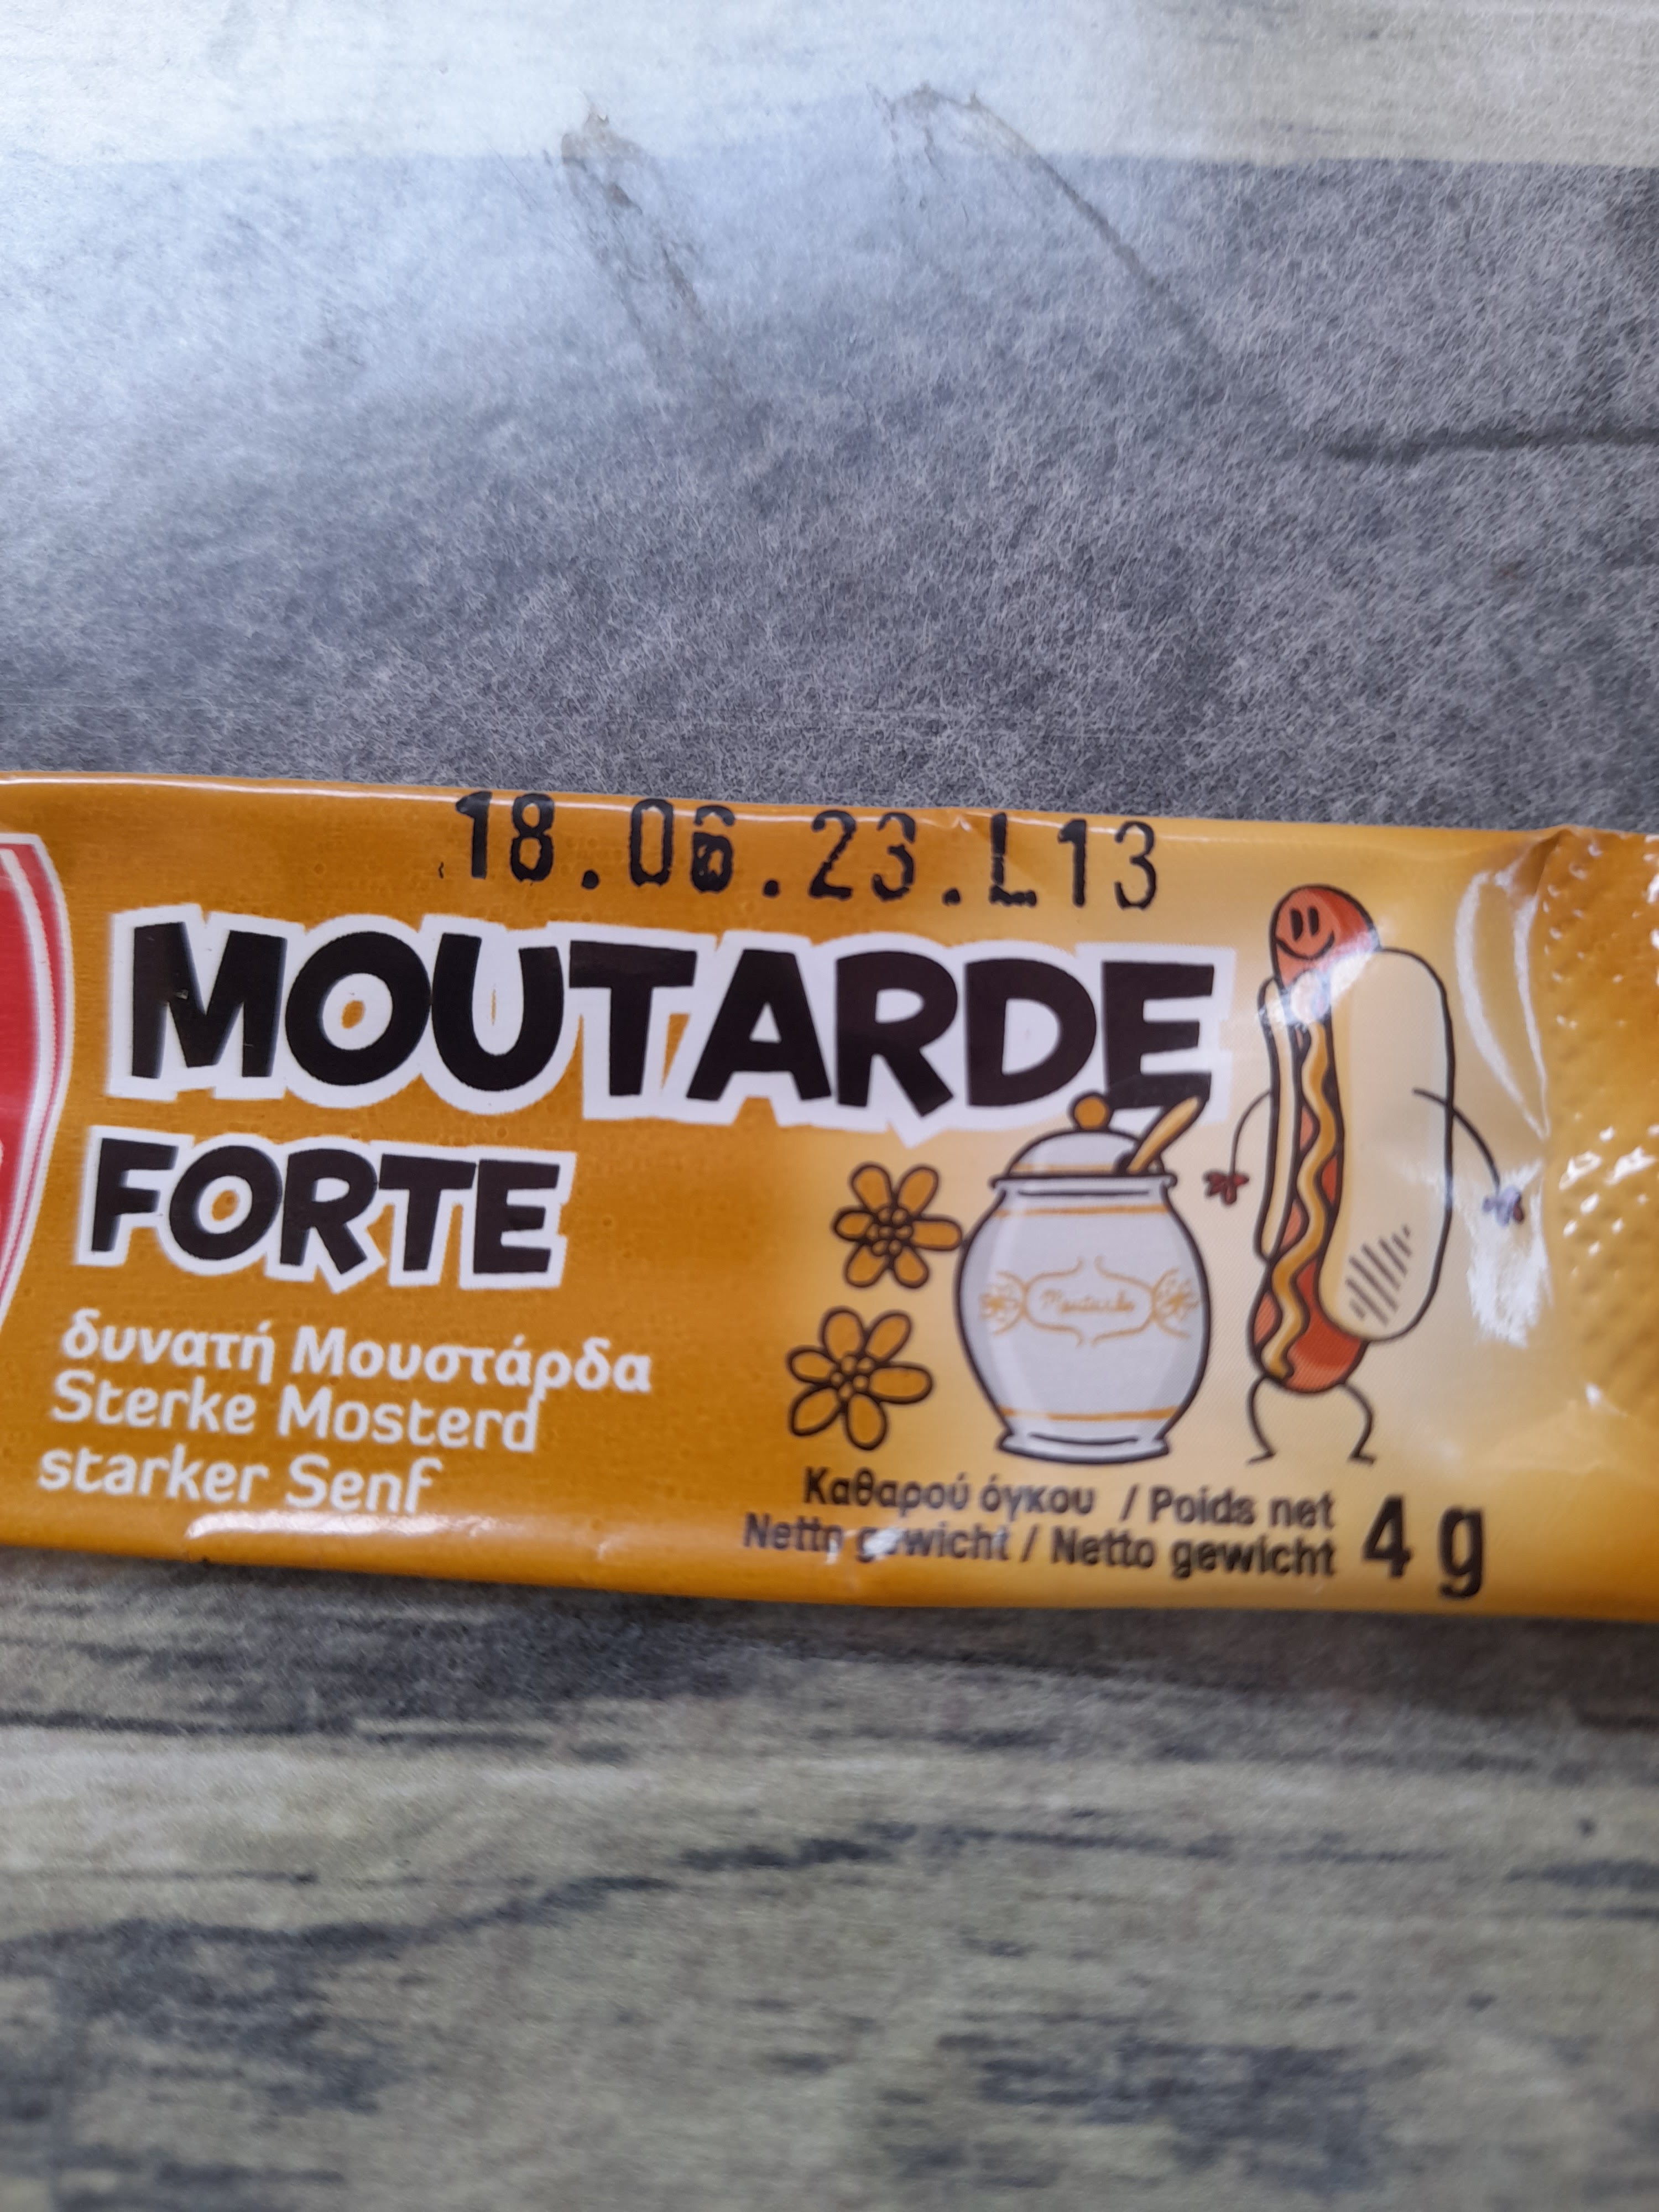 18.06.23.L13
MOUTARDE
FORTE
δυνατή Μουστάρδα
Sterke Mosterd
starker Senf
Moutarde
Καθαρού όγκου / Poids net
Netto gewicht / Netto gewicht
4 g